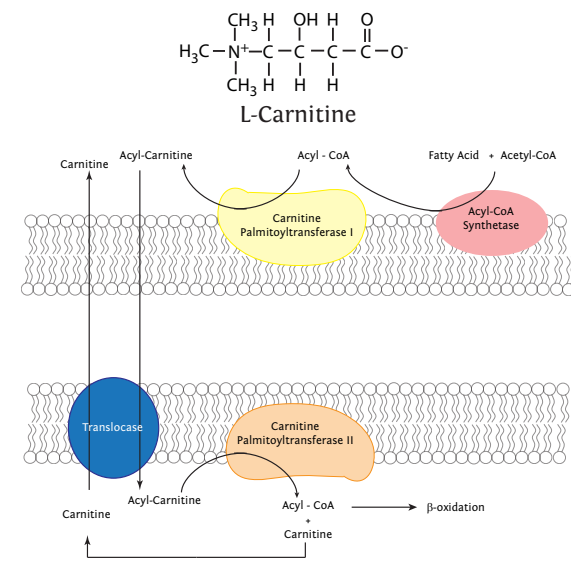 CH₃ H OH H O
H₃C–N⁺–C–C–C–C–O⁻
CH₃ H H H
L-Carnitine
Carnitine
Acyl-Carnitine
Acyl - CoA
Fatty Acid + Acetyl-CoA
Carnitine
Palmitoyltransferase I
Acyl-CoA
Synthetase
Translocase
Carnitine
Palmitoyltransferase II
Carnitine
Acyl-Carnitine
Acyl - CoA
+
Carnitine
β-oxidation